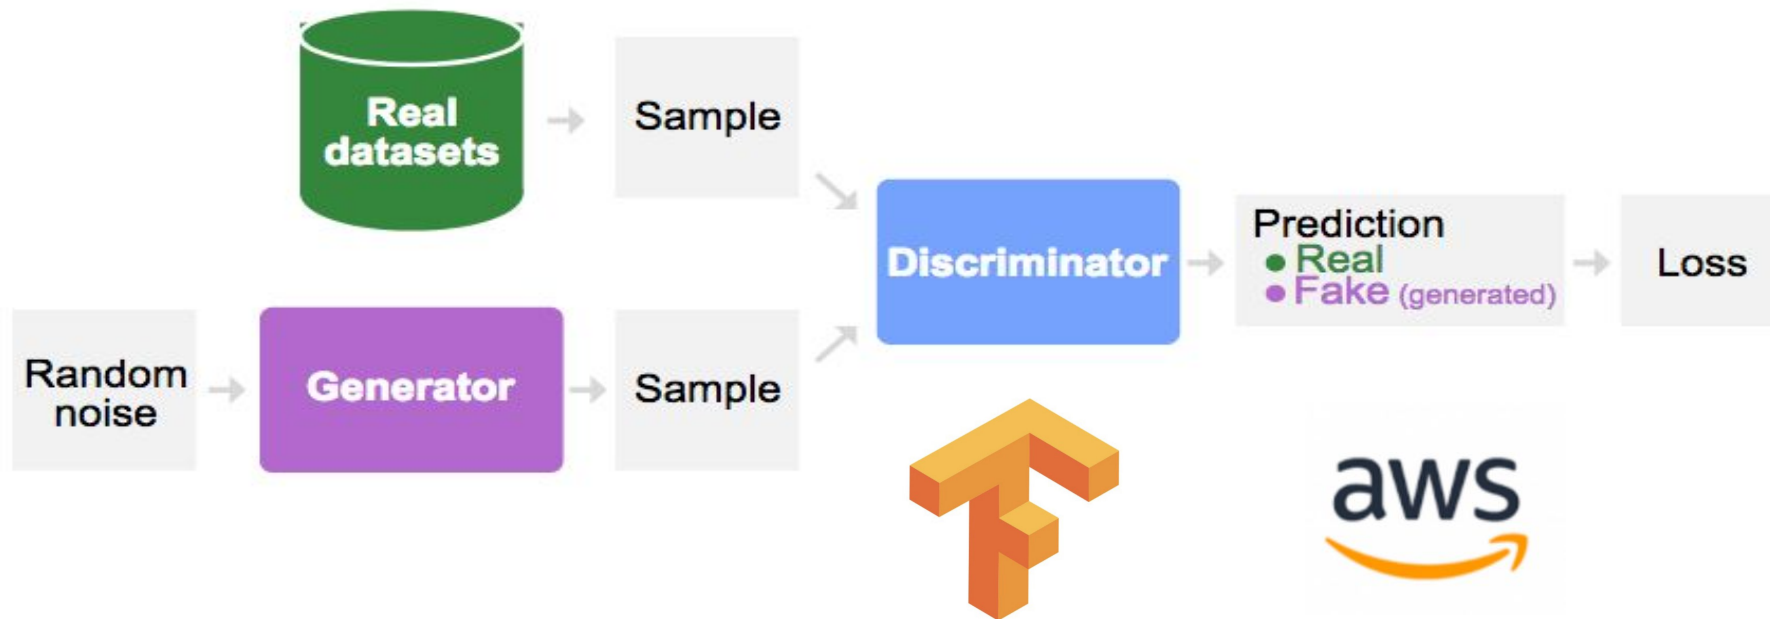 Real
datasets
Sample
Random
noise
Generator
Sample
Discriminator
Prediction
• Real
• Fake (generated)
Loss
aws